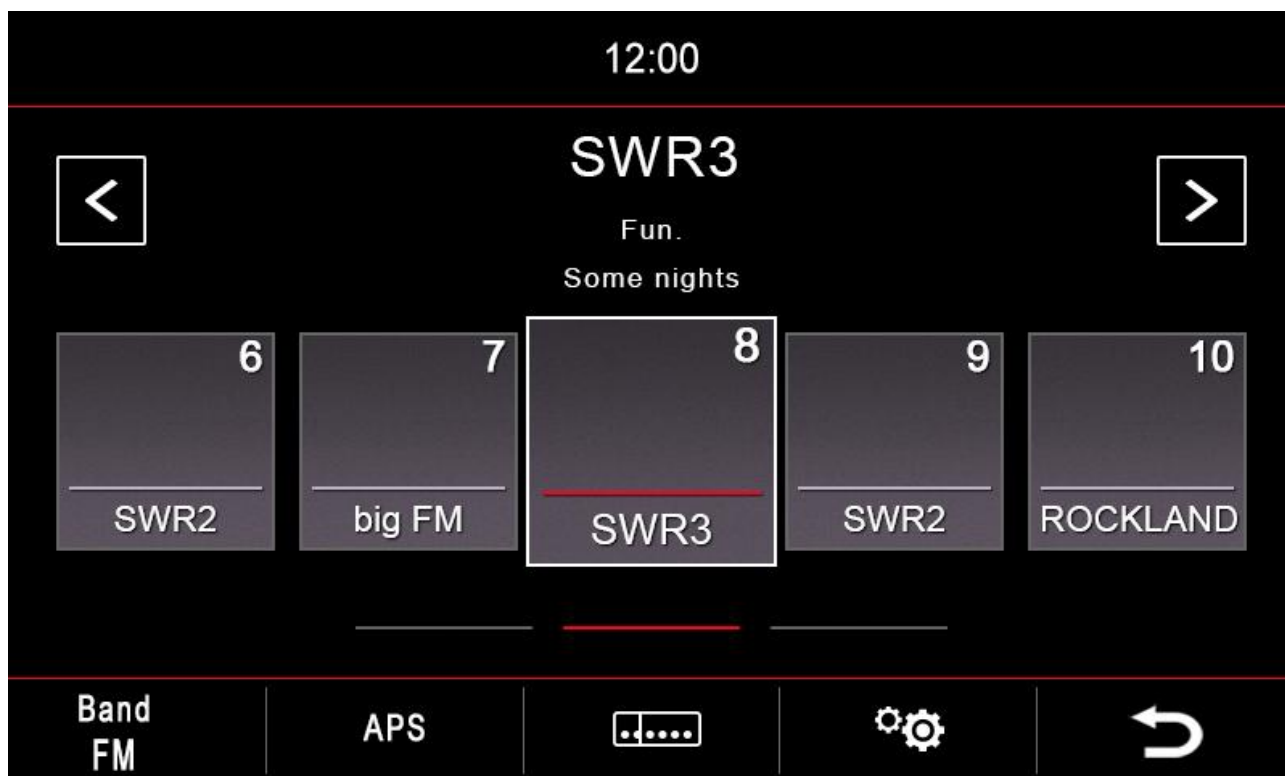 12:00
SWR3
Fun.
Some nights
6
7
8
9
10
SWR2
big FM
SWR3
SWR2
ROCKLAND
Band
FM
APS